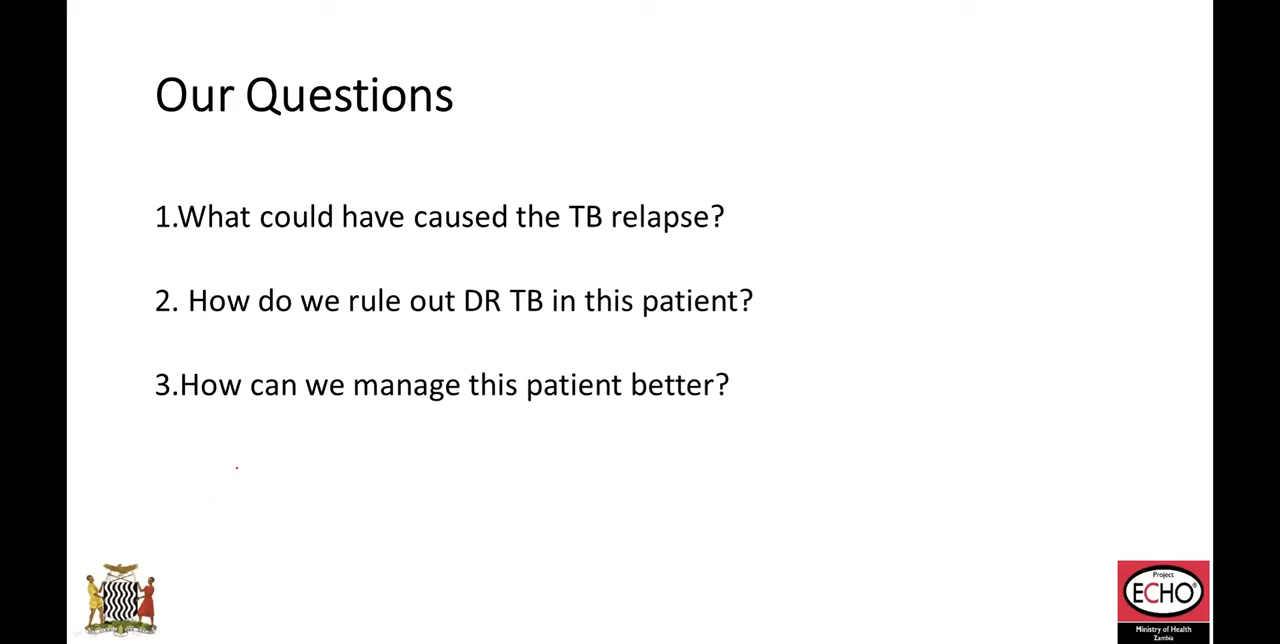 Our Questions
1.What could have caused the TB relapse?
2. How do we rule out DR TB in this patient?
3.How can we manage this patient better?
Project
ECHO®
Ministry of Health
Zambia